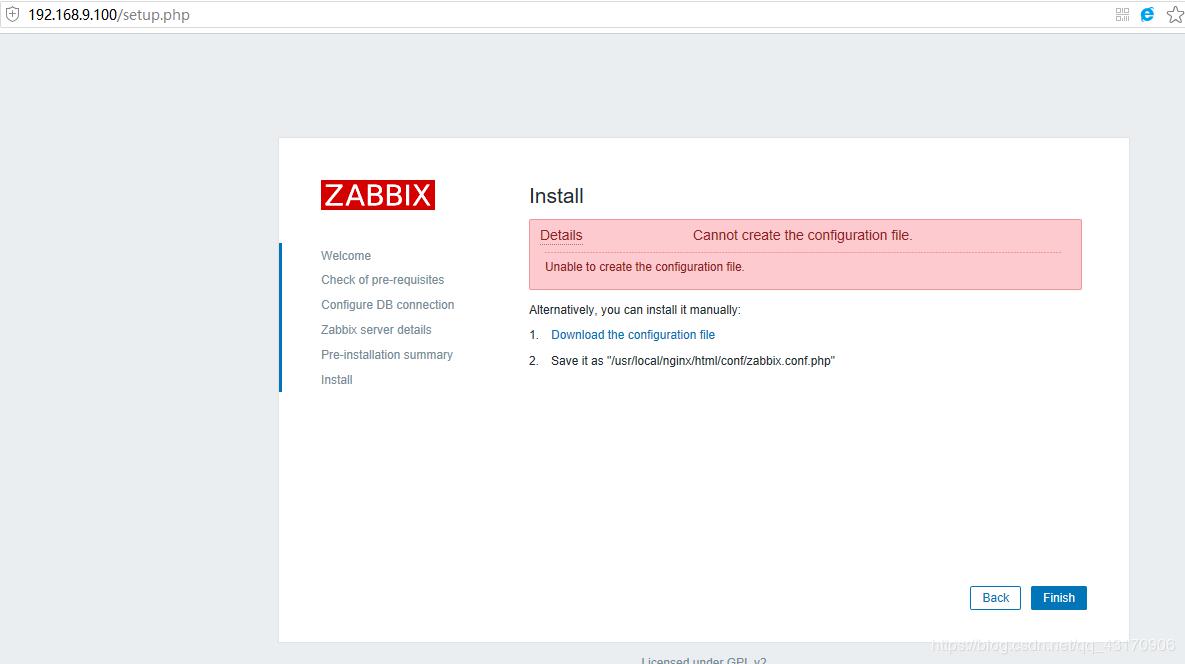 192.168.9.100/setup.php
ZABBIX
Welcome
Check of pre-requisites
Configure DB connection
Zabbix server details
Pre-installation summary
Install
Install
Details Cannot create the configuration file.
Unable to create the configuration file.
Alternatively, you can install it manually:
1. Download the configuration file
2. Save it as "/usr/local/nginx/html/conf/zabbix.conf.php"
Back Finish
https://blog.csdn.net/qq_43170906
Licensed under GPL v2